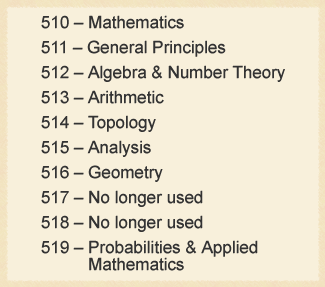 510 – Mathematics
511 – General Principles
512 – Algebra & Number Theory
513 – Arithmetic
514 – Topology
515 – Analysis
516 – Geometry
517 – No longer used
518 – No longer used
519 – Probabilities & Applied
Mathematics